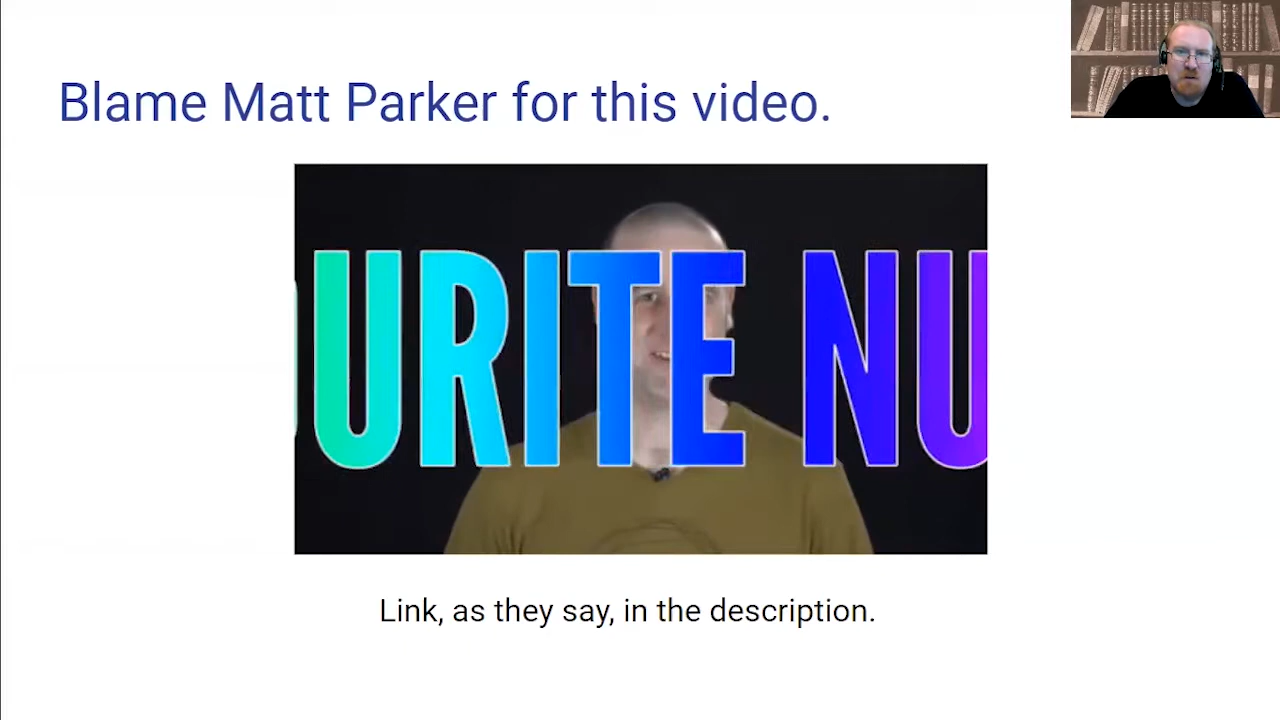 Blame Matt Parker for this video.
URITE NU
Link, as they say, in the description.